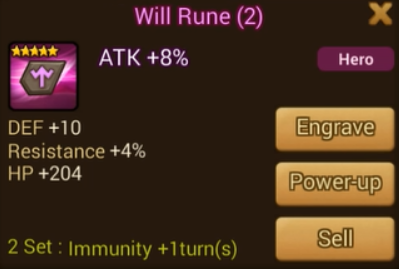 Will Rune (2)
ATK +8%
Hero
DEF +10
Resistance +4%
HP +204
Engrave
Power-up
Sell
2 Set : Immunity +1turn(s)